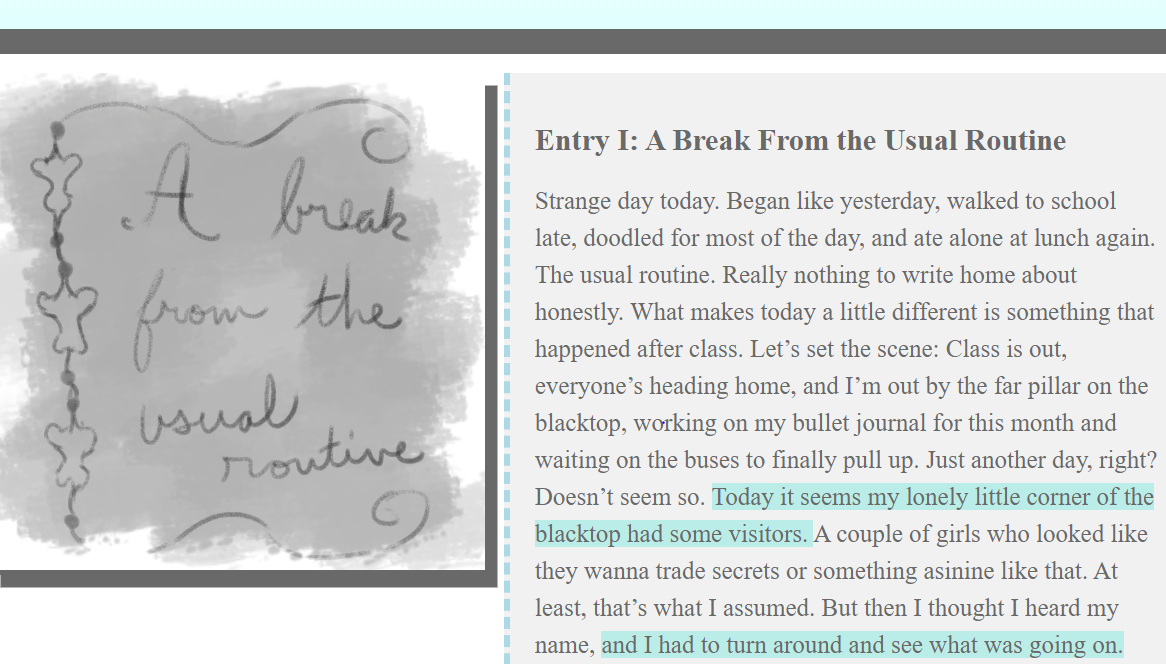 A break
from the
usual
routine
Entry I: A Break From the Usual Routine
Strange day today. Began like yesterday, walked to school
late, doodled for most of the day, and ate alone at lunch again.
The usual routine. Really nothing to write home about
honestly. What makes today a little different is something that
happened after class. Let’s set the scene: Class is out,
everyone’s heading home, and I’m out by the far pillar on the
blacktop, working on my bullet journal for this month and
waiting on the buses to finally pull up. Just another day, right?
Doesn’t seem so. Today it seems my lonely little corner of the
blacktop had some visitors. A couple of girls who looked like
they wanna trade secrets or something asinine like that. At
least, that’s what I assumed. But then I thought I heard my
name, and I had to turn around and see what was going on.